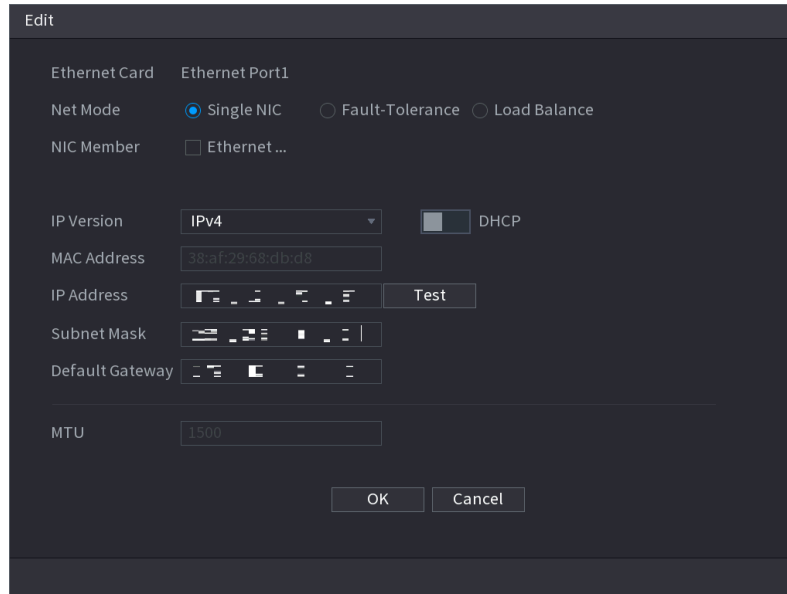 Edit
Ethernet Card Ethernet Port1
Net Mode Single NIC Fault-Tolerance Load Balance
NIC Member Ethernet ...
IP Version IPv4 DHCP
MAC Address 38:af:29:68:db:d8
IP Address Test
Subnet Mask
Default Gateway
MTU 1500
OK Cancel